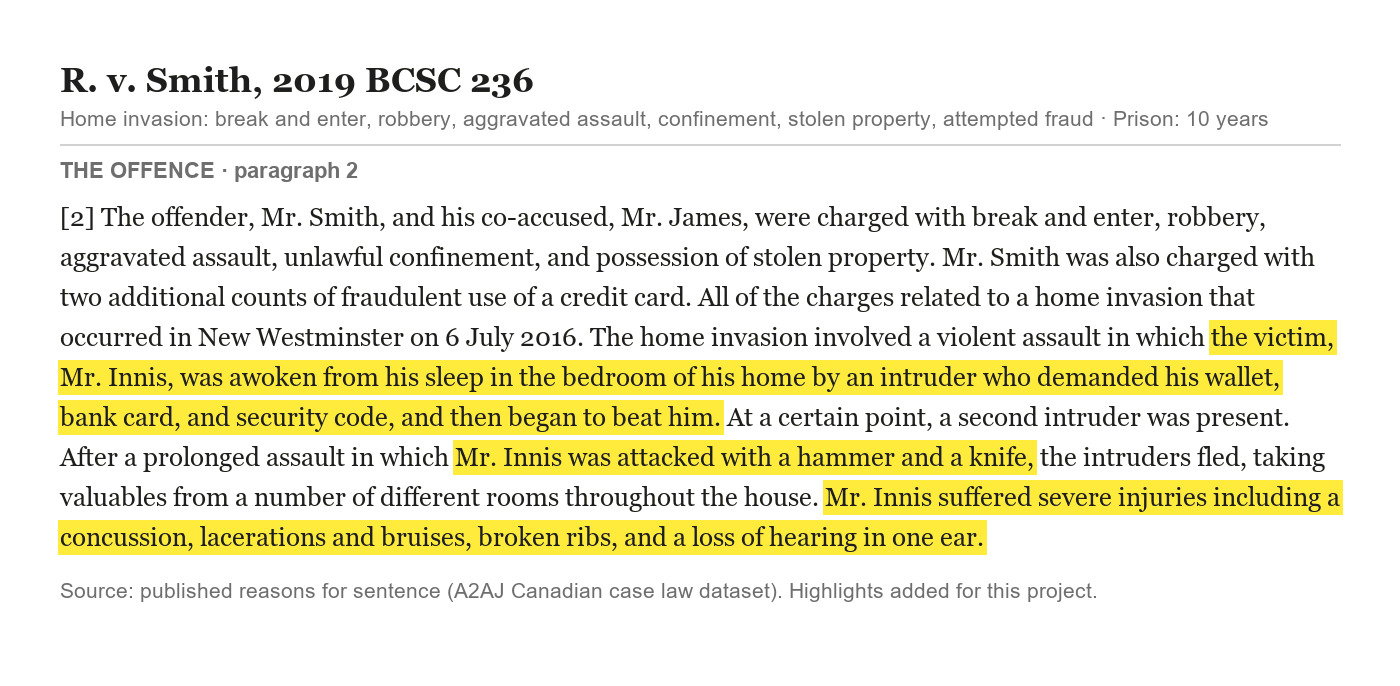 R. v. Smith, 2019 BCSC 236
Home invasion: break and enter, robbery, aggravated assault, confinement, stolen property, attempted fraud · Prison: 10 years
THE OFFENCE · paragraph 2
[2] The offender, Mr. Smith, and his co-accused, Mr. James, were charged with break and enter, robbery,
aggravated assault, unlawful confinement, and possession of stolen property. Mr. Smith was also charged with
two additional counts of fraudulent use of a credit card. All of the charges related to a home invasion that
occurred in New Westminster on 6 July 2016. The home invasion involved a violent assault in which the victim,
Mr. Innis, was awoken from his sleep in the bedroom of his home by an intruder who demanded his wallet,
bank card, and security code, and then began to beat him. At a certain point, a second intruder was present.
After a prolonged assault in which Mr. Innis was attacked with a hammer and a knife, the intruders fled, taking
valuables from a number of different rooms throughout the house. Mr. Innis suffered severe injuries including a
concussion, lacerations and bruises, broken ribs, and a loss of hearing in one ear.
Source: published reasons for sentence (A2AJ Canadian case law dataset). Highlights added for this project.